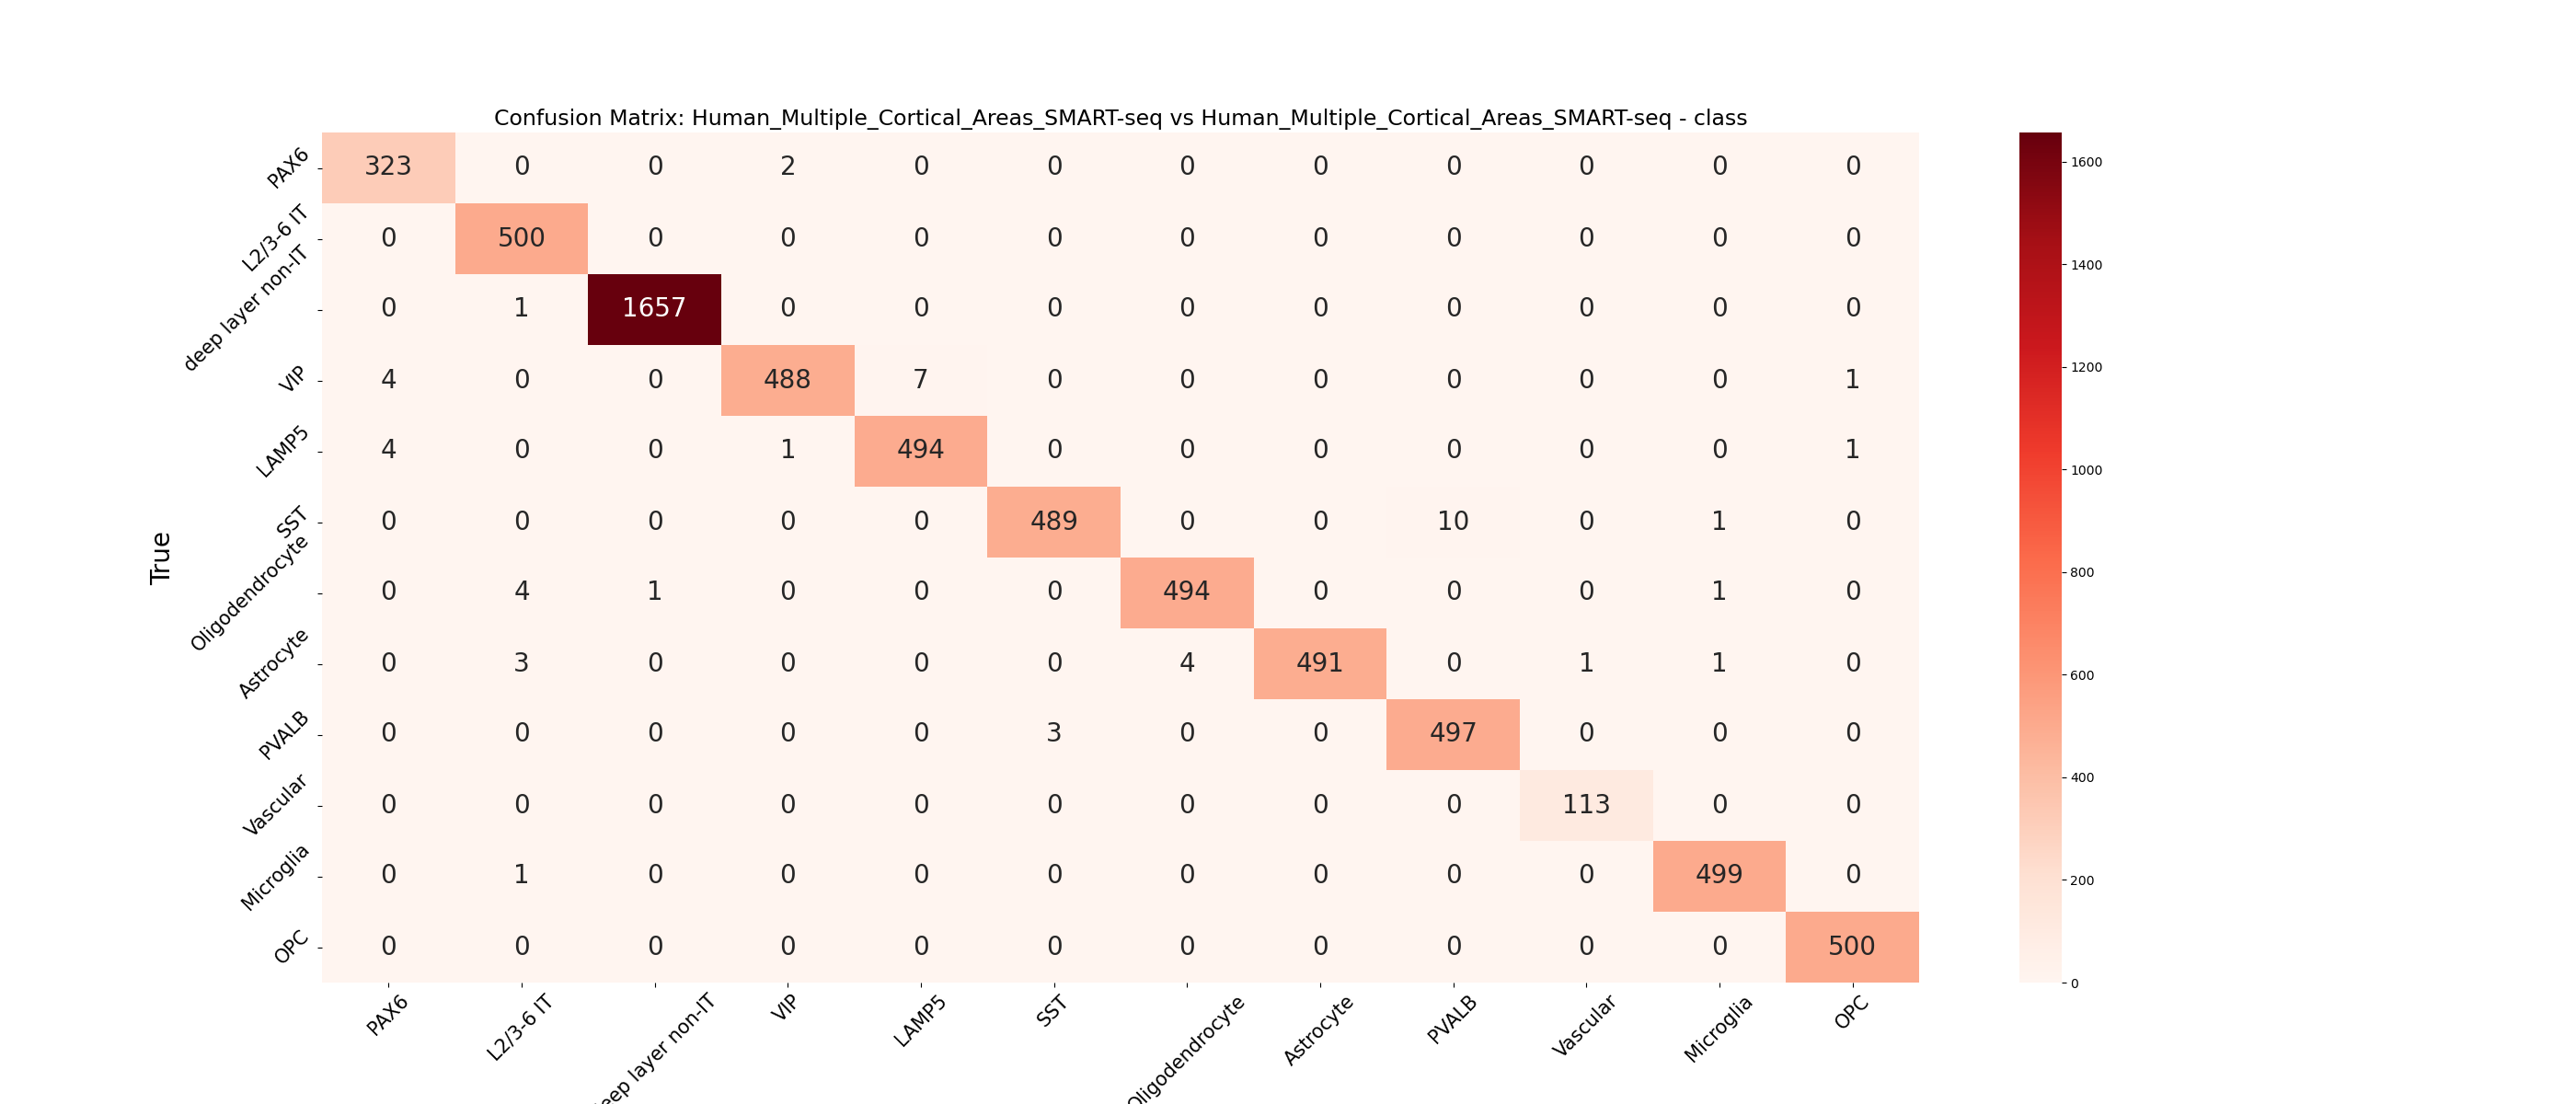 Confusion Matrix: Human_Multiple_Cortical_Areas_SMART-seq vs Human_Multiple_Cortical_Areas_SMART-seq - class
True
PAX6 323 0 0 2 0 0 0 0 0 0 0 0
L2/3-6 IT 0 500 0 0 0 0 0 0 0 0 0 0
deep layer non-IT 0 1 1657 0 0 0 0 0 0 0 0 0
VIP 4 0 0 488 7 0 0 0 0 0 0 1
LAMP5 4 0 0 1 494 0 0 0 0 0 0 1
SST 0 0 0 0 0 489 0 0 10 0 1 0
Oligodendrocyte 0 4 1 0 0 0 494 0 0 0 1 0
Astrocyte 0 3 0 0 0 0 4 491 0 1 1 0
PVALB 0 0 0 0 0 3 0 0 497 0 0 0
Vascular 0 0 0 0 0 0 0 0 0 113 0 0
Microglia 0 1 0 0 0 0 0 0 0 0 499 0
OPC 0 0 0 0 0 0 0 0 0 0 0 500
PAX6
L2/3-6 IT
eep layer non-IT
VIP
LAMP5
SST
Oligodendrocyte
Astrocyte
PVALB
Vascular
Microglia
OPC
1600
1400
1200
1000
800
600
400
200
0